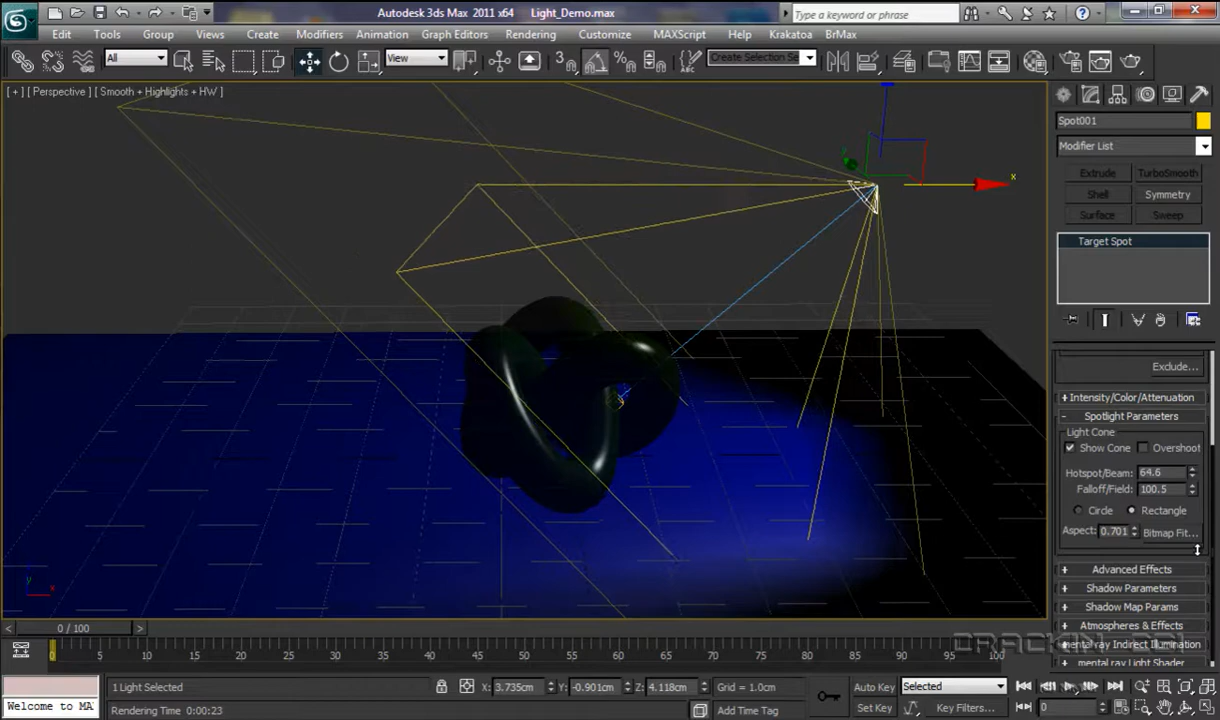 Autodesk 3ds Max 2011 x64 Light_Demo.max
Type a keyword or phrase
Edit Tools Group Views Create Modifiers Animation Graph Editors Rendering Customize MAXScript Help Krakatoa BrMax
All View 3 Create Selection Se
[ + ] [ Perspective ] [ Smooth + Highlights + HW ]
x
Spot001
Modifier List
Extrude TurboSmooth
Shell Symmetry
Surface Sweep
Target Spot
Exclude...
+ Intensity/Color/Attenuation
- Spotlight Parameters
Light Cone
Show Cone Overshoot
Hotspot/Beam: 64.6
Falloff/Field: 100.5
Circle Rectangle
Aspect: 0.701 Bitmap Fit...
+ Advanced Effects
+ Shadow Parameters
+ Shadow Map Params
+ Atmospheres & Effects
mental ray Indirect Illumination
mental ray Light Shader
y x
< 0 / 100 >
0 5 10 15 20 25 30 35 40 45 50 55 60 65 70 75 80 85 90 95 100
1 Light Selected X: 3.735cm Y: -0.901cm Z: 4.118cm Grid = 1.0cm Auto Key Selected
Welcome to MA Rendering Time 0:00:23 Add Time Tag Set Key Key Filters... 0